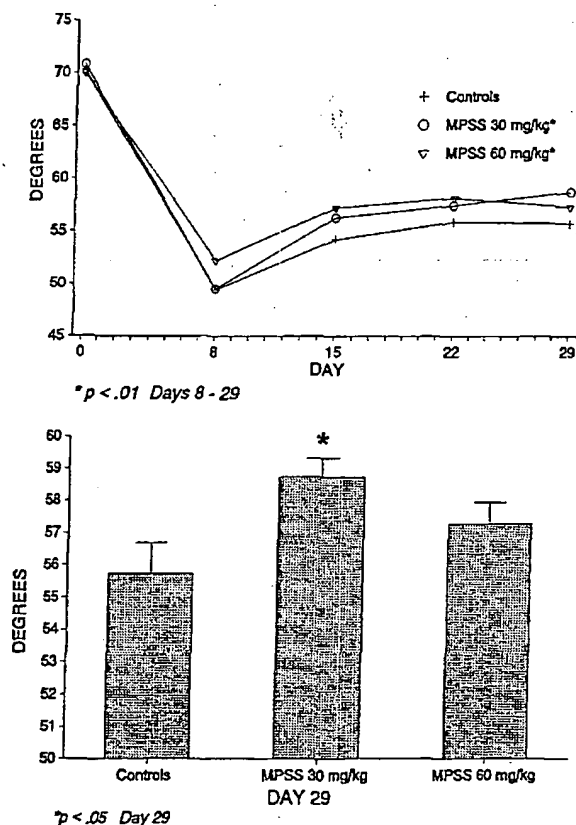 75
70
65
60
55
50
45
DEGREES
Controls
MPSS 30 mg/kg*
MPSS 60 mg/kg*
0 8 15 22 29
DAY
* p < .01 Days 8 - 29
60
59
58
57
56
55
54
53
52
51
50
DEGREES
*
Controls MPSS 30 mg/kg MPSS 60 mg/kg
DAY 29
*p < .05 Day 29